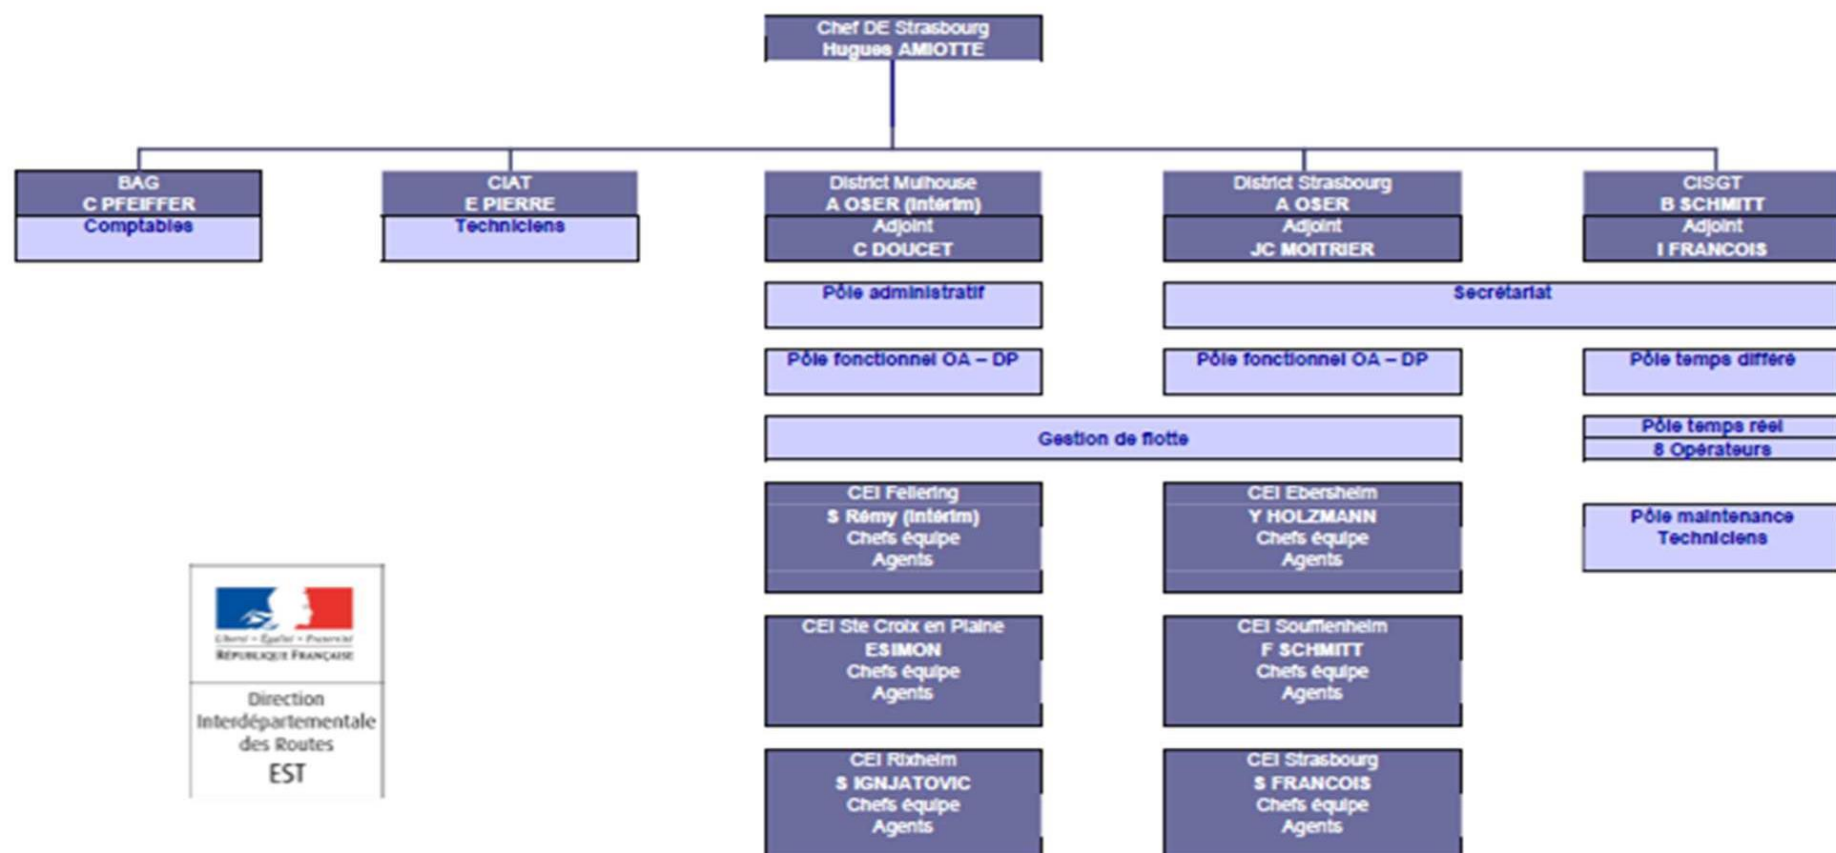 Chef DE Strasbourg
Hugues AMIOTTE
BAG
C PFEIFFER
Comptables
CIAT
E PIERRE
Techniciens
District Mulhouse
A OSER (Intérim)
Adjoint
C DOUCET
District Strasbourg
A OSER
Adjoint
JC MOITRIER
CISGT
B SCHMITT
Adjoint
I FRANCOIS
Pôle administratif
Secrétariat
Pôle fonctionnel OA – DP
Pôle fonctionnel OA – DP
Pôle temps différé
Gestion de flotte
Pôle temps réel
8 Opérateurs
CEI Fellering
S Rémy (Intérim)
Chefs équipe
Agents
CEI Ebersheim
Y HOLZMANN
Chefs équipe
Agents
Pôle maintenance
Techniciens
CEI Ste Croix en Plaine
ESIMON
Chefs équipe
Agents
CEI Soufflenheim
F SCHMITT
Chefs équipe
Agents
CEI Rixheim
S IGNJATOVIC
Chefs équipe
Agents
CEI Strasbourg
S FRANCOIS
Chefs équipe
Agents
Liberté • Égalité • Fraternité
RÉPUBLIQUE FRANÇAISE
Direction
Interdépartementale
des Routes
EST